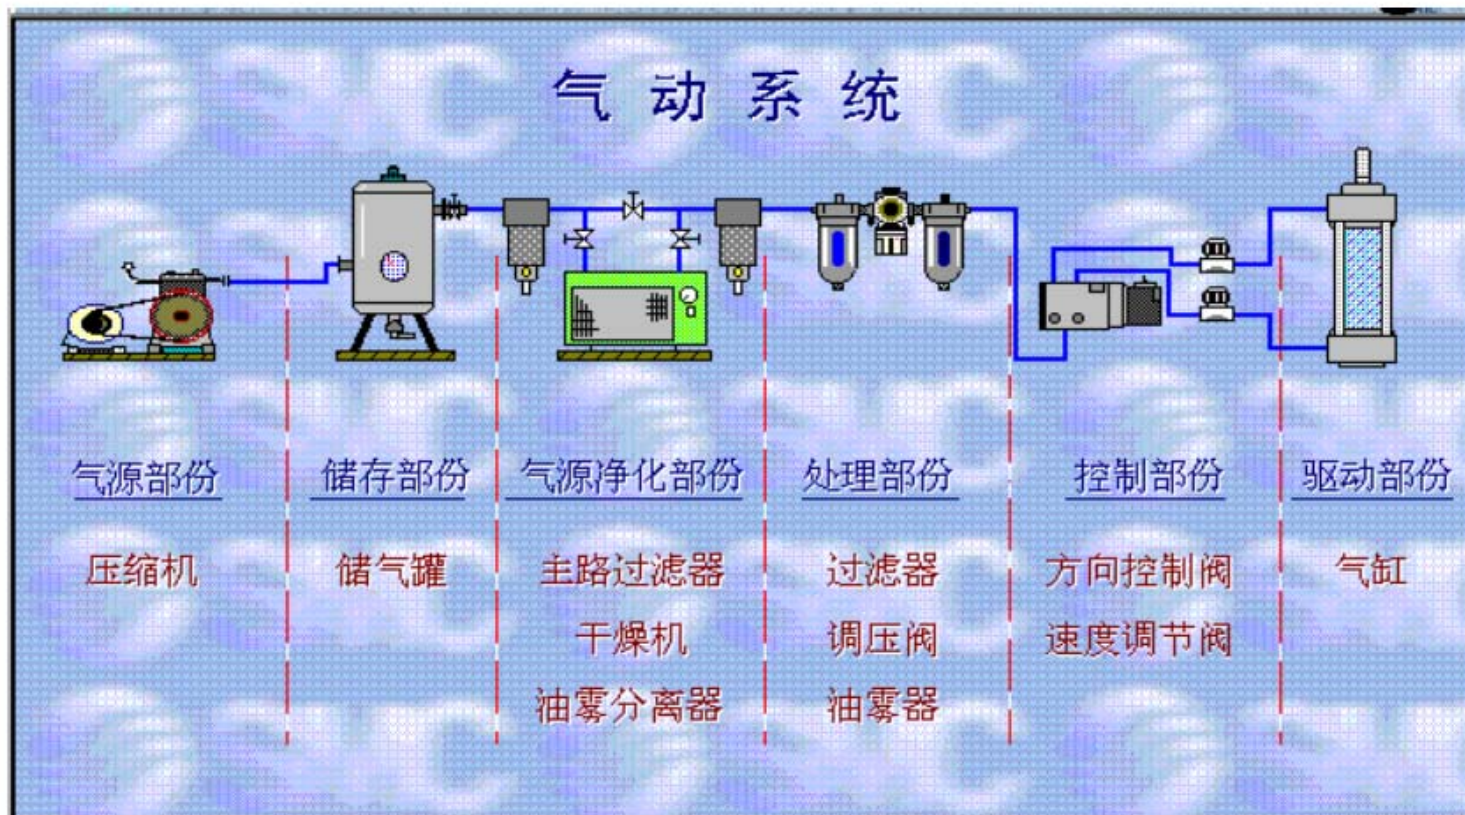 气动系统
气源部份 储存部份 气源净化部份 处理部份 控制部份 驱动部份
压缩机 储气罐 主路过滤器 过滤器 方向控制阀 气缸
干燥机 调压阀 速度调节阀
油雾分离器 油雾器